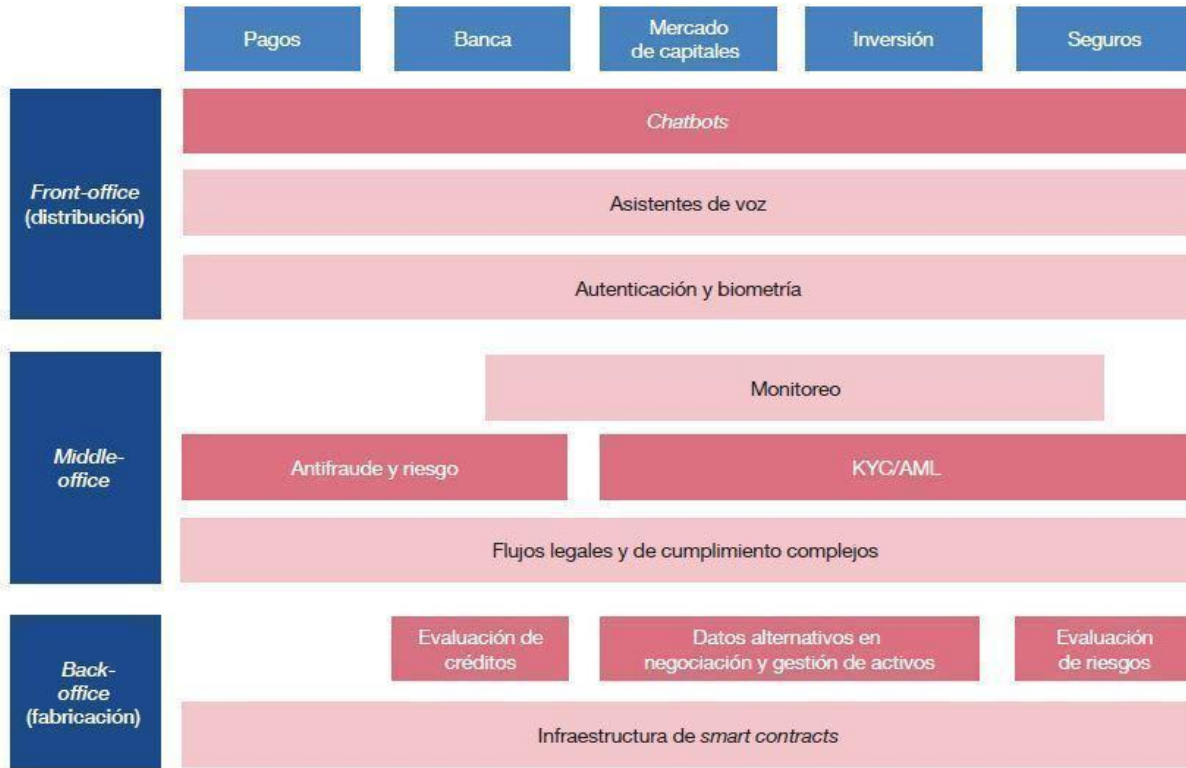 Pagos
Banca
Mercado
de capitales
Inversión
Seguros
Front-office
(distribución)
Chatbots
Asistentes de voz
Autenticación y biometría
Middle-
office
Monitoreo
Antifraude y riesgo
KYC/AML
Flujos legales y de cumplimiento complejos
Back-
office
(fabricación)
Evaluación de
créditos
Datos alternativos en
negociación y gestión de activos
Evaluación
de riesgos
Infraestructura de smart contracts